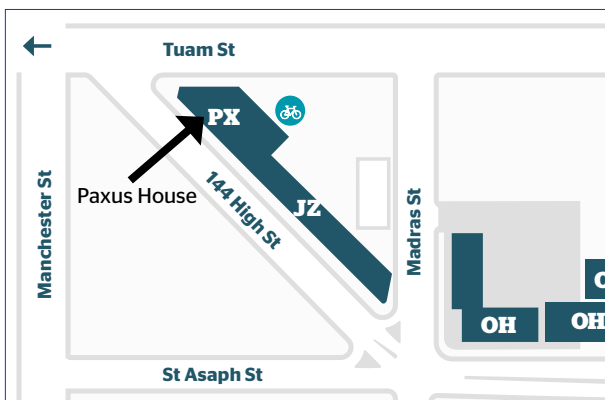 Tuam St
PX
Paxus House
144 High St
JZ
Manchester St
Madras St
OH
OH
St Asaph St